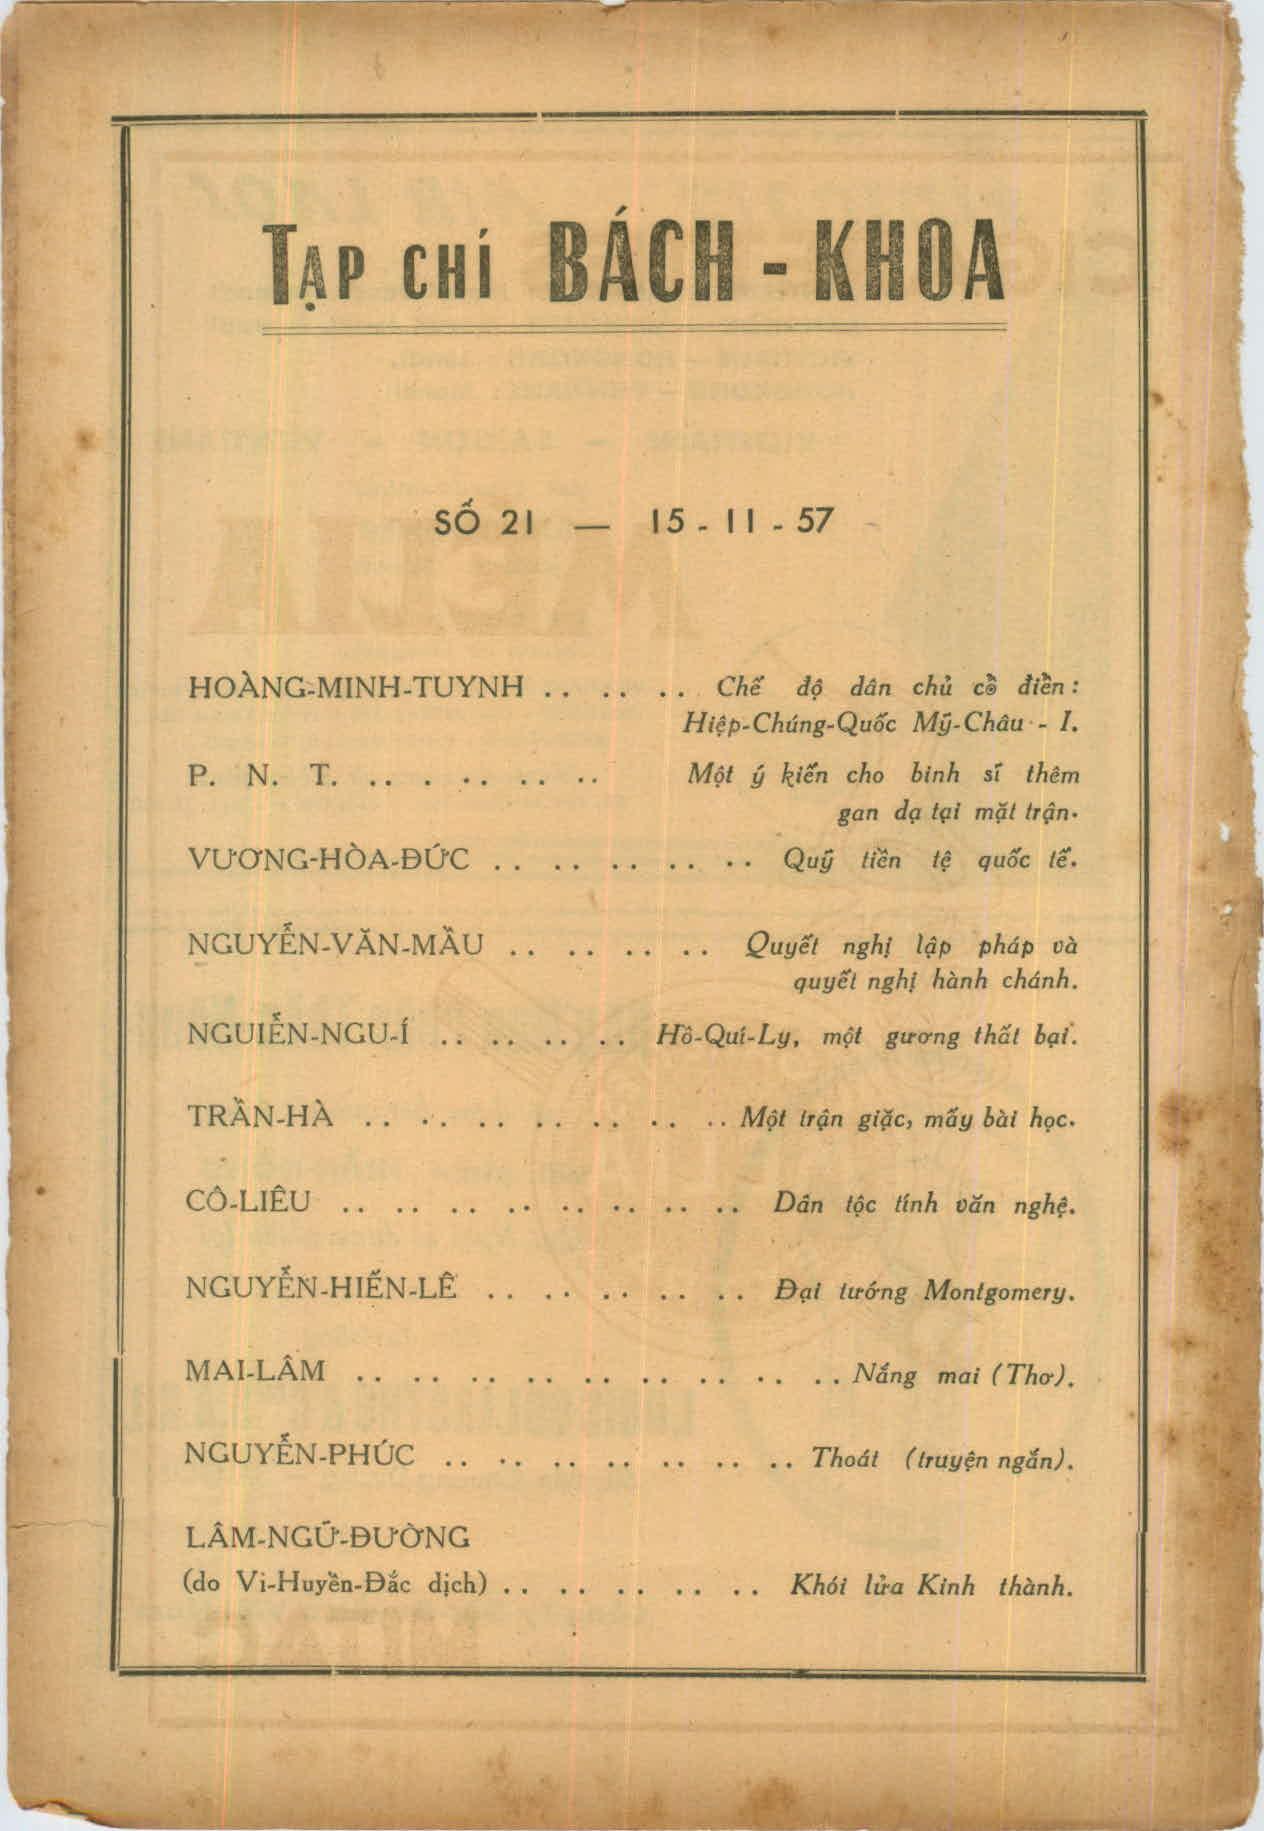 TẠP CHÍ BÁCH - KHOA
SỐ 21 — 15 - 11 - 57
HOÀNG-MINH-TUYNH . . . . . . Chế độ dân chủ cổ điển :
Hiệp-Chúng-Quốc Mỹ-Châu - I.
P. N. T. . . . . . . . . . . Một ý kiến cho binh sĩ thêm
gan dạ tại mặt trận.
VƯƠNG-HÒA-ĐỨC . . . . . . . . . . Quỹ tiền tệ quốc tế.
NGUYỄN-VĂN-MẦU . . . . . . . . Quyết nghị lập pháp và
quyết nghị hành chánh.
NGUIỄN-NGU-Í . . . . . . . . Hồ-Quí-Ly, một gương thất bại.
TRẦN-HÀ . . . . . . . . . . . . . . Một trận giặc, mấy bài học.
CÔ-LIÊU . . . . . . . . . . . . . . . . Dân tộc tính văn nghệ.
NGUYỄN-HIẾN-LÊ . . . . . . . . . . Đại tướng Montgomery.
MAI-LÂM . . . . . . . . . . . . . . . . . . Nắng mai (Thơ).
NGUYỄN-PHÚC . . . . . . . . . . . . . . Thoát (truyện ngắn).
LÂM-NGỮ-ĐƯỜNG
(do Vi-Huyền-Đắc dịch) . . . . . . . . . . Khói lửa Kinh thành.